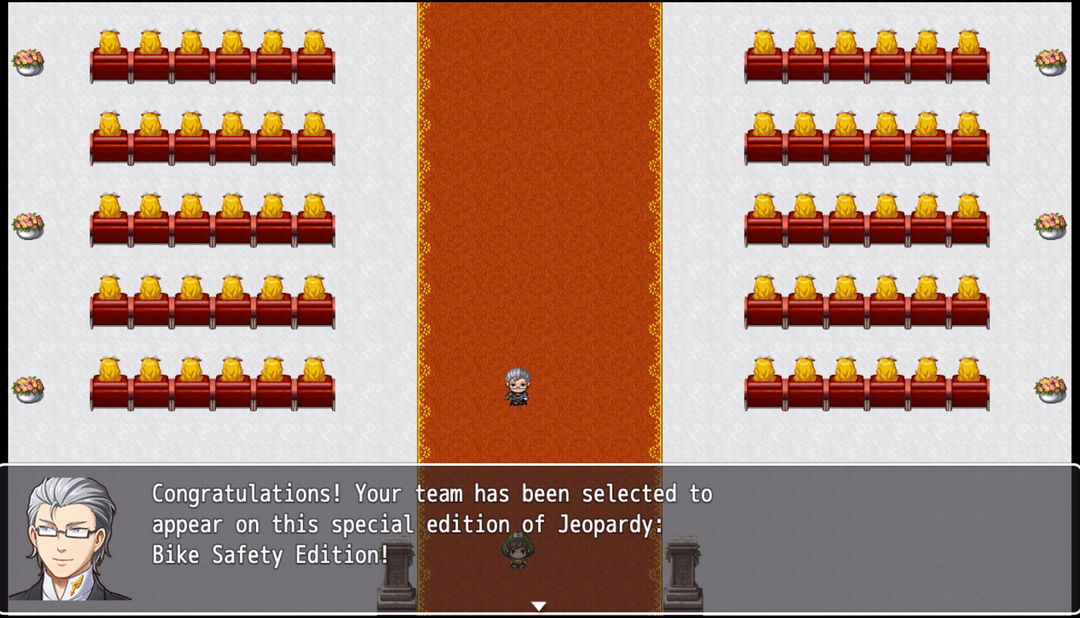 Congratulations! Your team has been selected to
appear on this special edition of Jeopardy:
Bike Safety Edition!